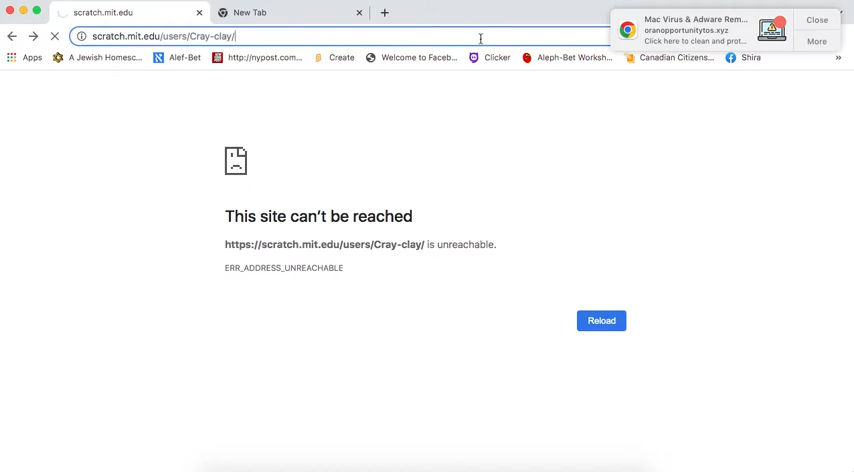 scratch.mit.edu
New Tab
scratch.mit.edu/users/Cray-clay/
Mac Virus & Adware Rem...
oranopportunitytos.xyz
Click here to clean and prot...
Close
More
Apps
A Jewish Homesc...
Alef-Bet
http://nypost.com...
Create
Welcome to Faceb...
Clicker
Aleph-Bet Worksh...
Canadian Citizens...
Shira
»
This site can't be reached
https://scratch.mit.edu/users/Cray-clay/ is unreachable.
ERR_ADDRESS_UNREACHABLE
Reload